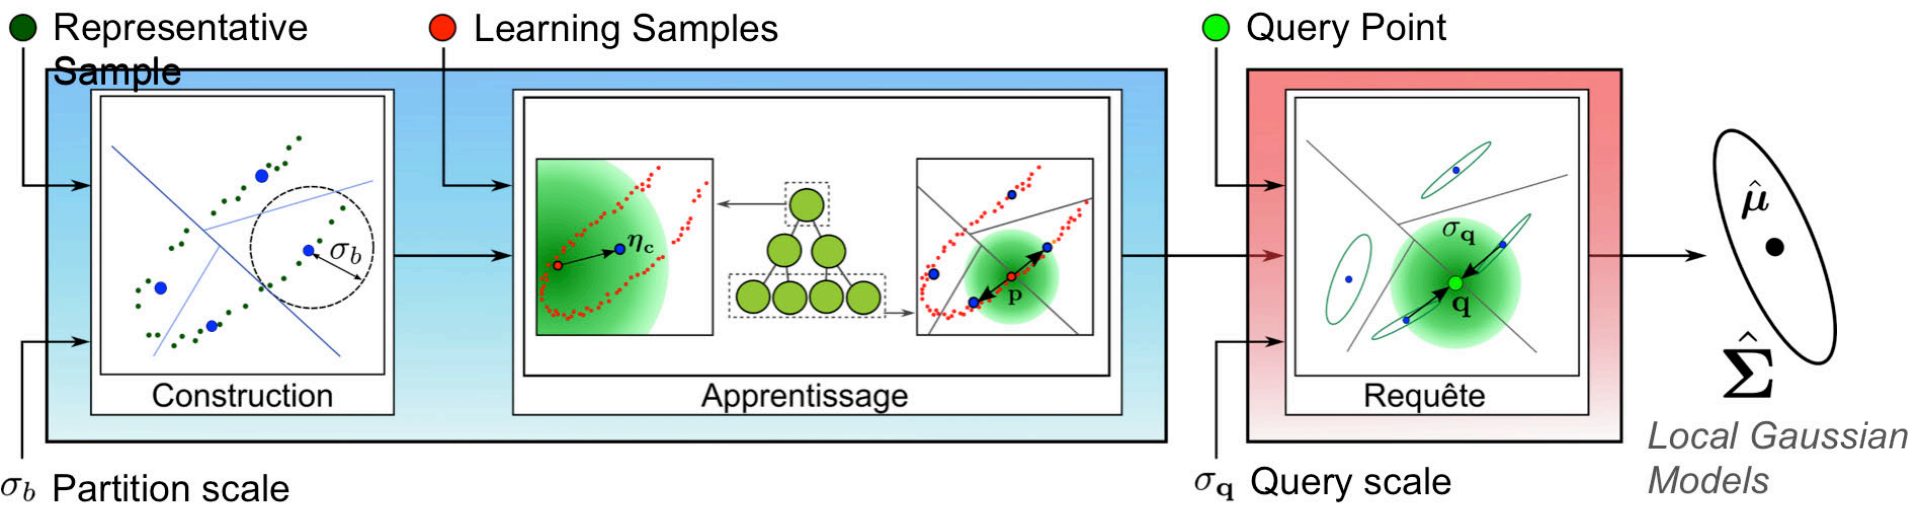 Representative
Sample
Learning Samples
Query Point
σb
Construction
ηc
p
Apprentissage
σq
q
Requête
μ̂
Σ̂
Local Gaussian
Models
σb Partition scale
σq Query scale